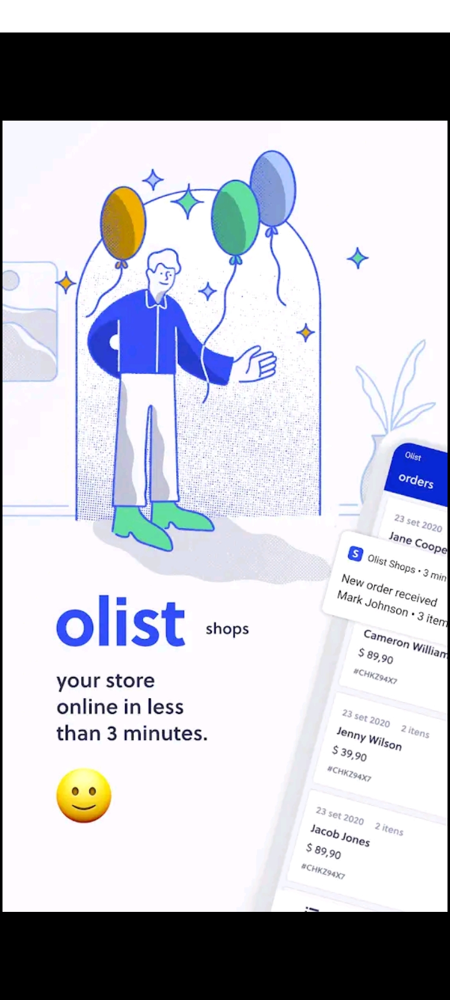 olist shops
your store
online in less
than 3 minutes.
Olist
orders
23 set 2020
Jane Coope
S Olist Shops • 3 min
New order received
Mark Johnson • 3 item
Cameron William
$ 89,90
#CHKZ94X7
23 set 2020 2 itens
Jenny Wilson
$ 39,90
#CHKZ94X7
23 set 2020 2 itens
Jacob Jones
$ 89,90
#CHKZ94X7